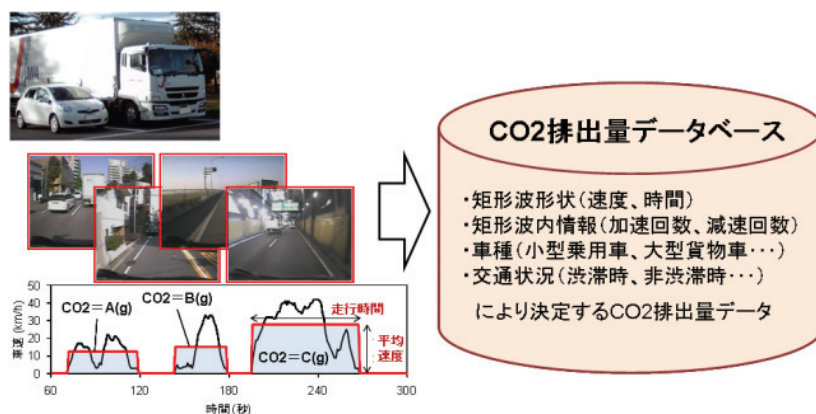 CO2排出量データベース
・矩形波形状（速度、時間）
・矩形波内情報（加速回数、減速回数）
・車種（小型乗用車、大型貨物車・・・）
・交通状況（渋滞時、非渋滞時・・・）
により決定するCO2排出量データ
車速 (km/h)
50
40
30
20
10
0
CO2＝A(g)
CO2＝B(g)
走行時間
CO2＝C(g)
平均
速度
60
120
180
240
300
時間(秒)